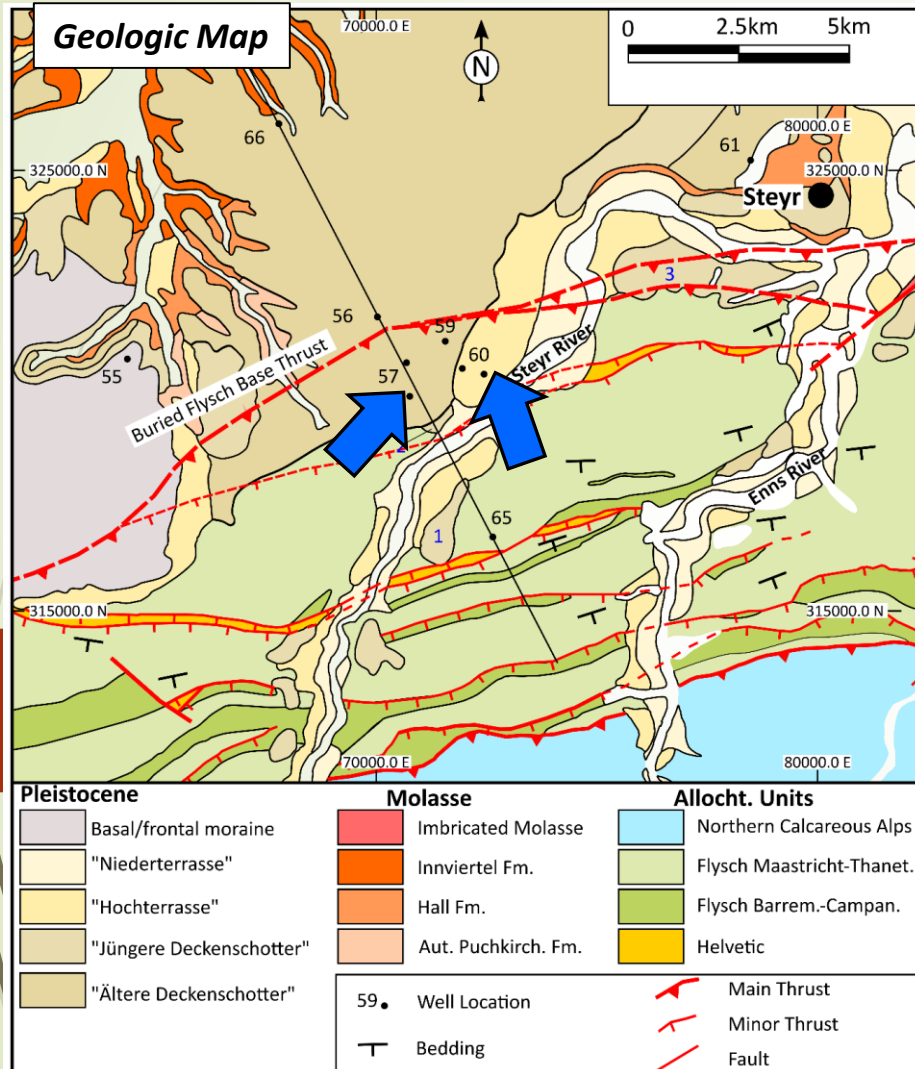 Geologic Map
70000.0 E
0 2.5km 5km
N
66
61
80000.0 E
325000.0 N
325000.0 N
Steyr
3
56
59
Buried Flysch Base Thrust
55
57
60
Steyr River
2
Enns River
1
65
315000.0 N
315000.0 N
70000.0 E
80000.0 E
Pleistocene
Basal/frontal moraine
"Niederterrasse"
"Hochterrasse"
"Jüngere Deckenschotter"
"Ältere Deckenschotter"
Molasse
Imbricated Molasse
Innviertel Fm.
Hall Fm.
Aut. Puchkirch. Fm.
Allocht. Units
Northern Calcareous Alps
Flysch Maastricht-Thanet.
Flysch Barrem.-Campan.
Helvetic
59 Well Location
Bedding
Main Thrust
Minor Thrust
Fault